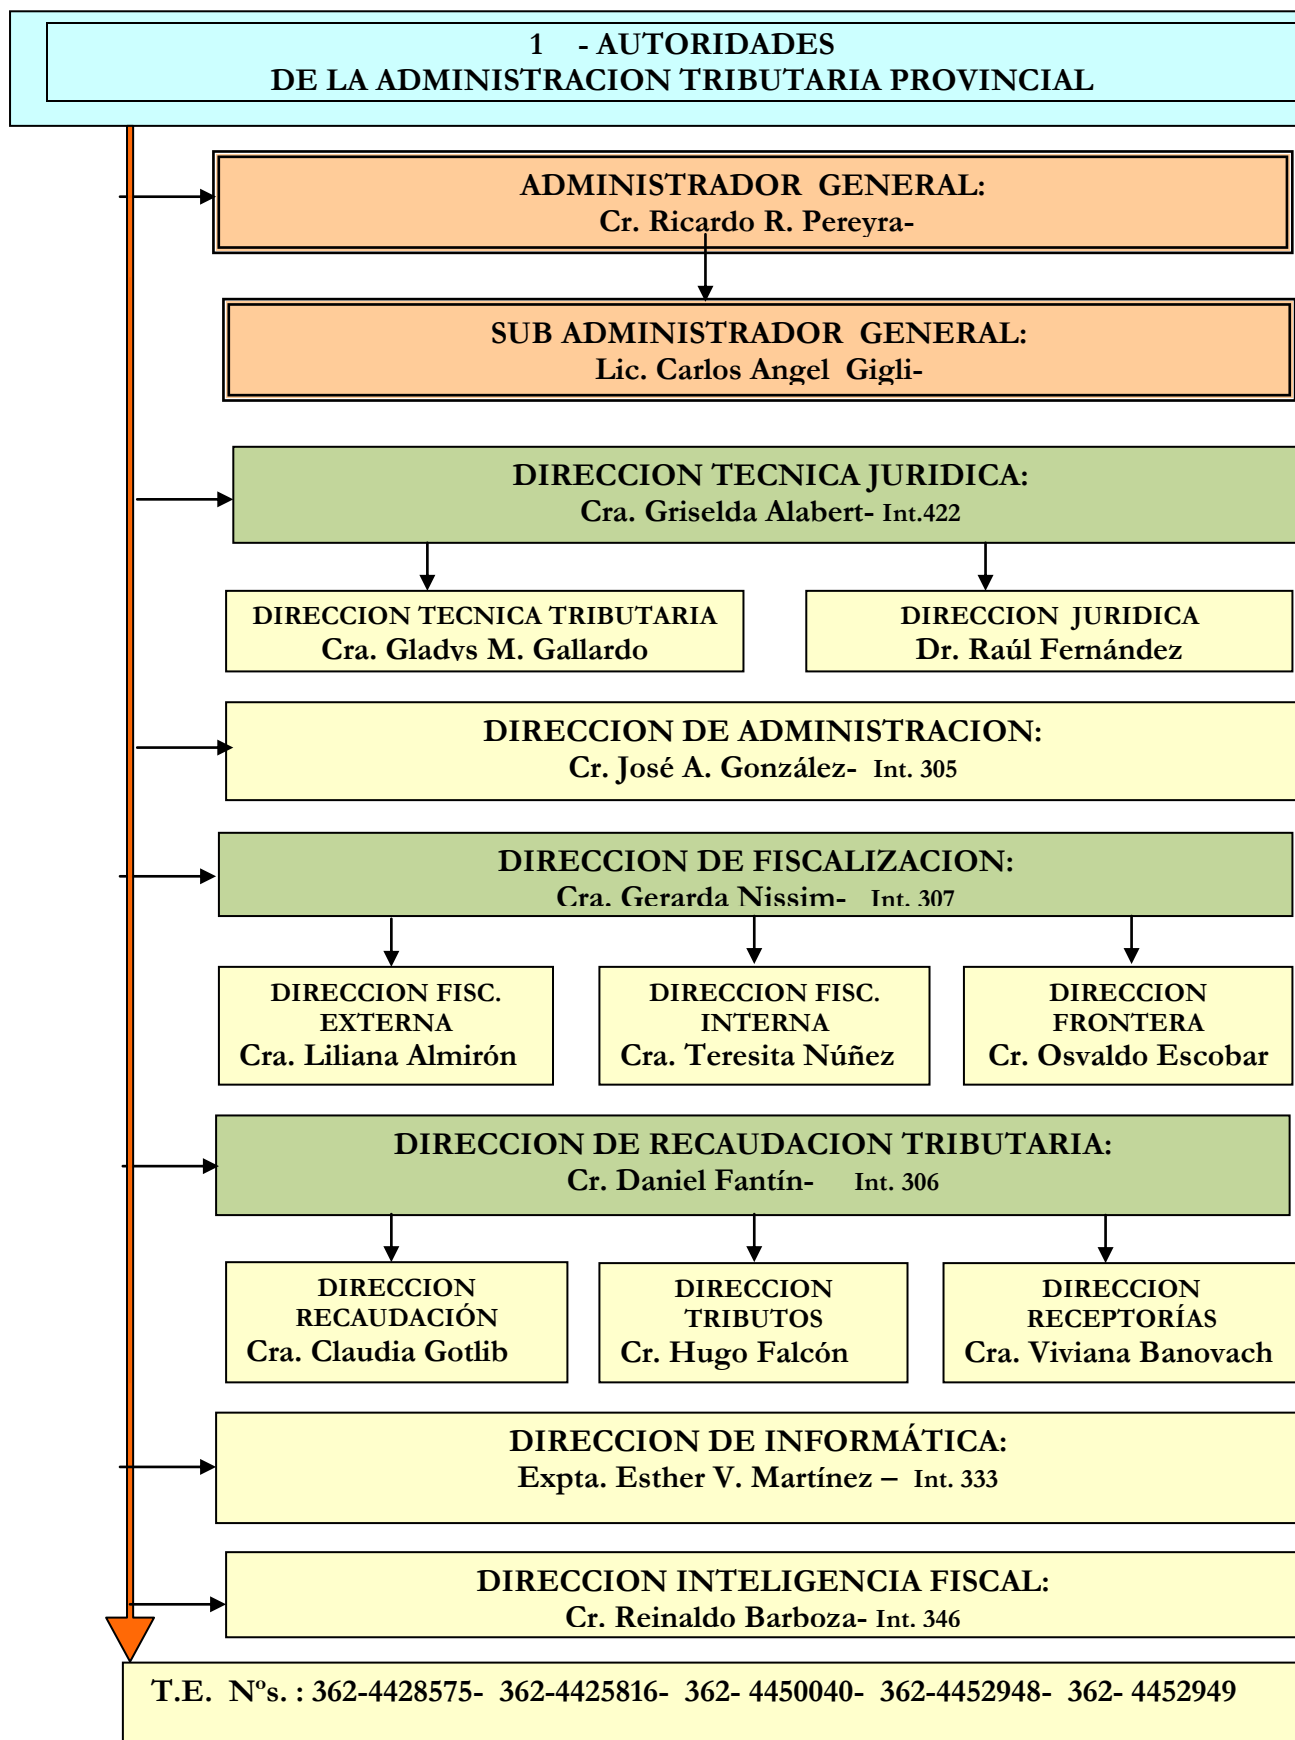 1 - AUTORIDADES
DE LA ADMINISTRACION TRIBUTARIA PROVINCIAL
ADMINISTRADOR GENERAL:
Cr. Ricardo R. Pereyra-
SUB ADMINISTRADOR GENERAL:
Lic. Carlos Angel Gigli-
DIRECCION TECNICA JURIDICA:
Cra. Griselda Alabert- Int.422
DIRECCION TECNICA TRIBUTARIA
Cra. Gladys M. Gallardo
DIRECCION JURIDICA
Dr. Raúl Fernández
DIRECCION DE ADMINISTRACION:
Cr. José A. González- Int. 305
DIRECCION DE FISCALIZACION:
Cra. Gerarda Nissim- Int. 307
DIRECCION FISC.
EXTERNA
Cra. Liliana Almirón
DIRECCION FISC.
INTERNA
Cra. Teresita Núñez
DIRECCION
FRONTERA
Cr. Osvaldo Escobar
DIRECCION DE RECAUDACION TRIBUTARIA:
Cr. Daniel Fantín- Int. 306
DIRECCION
RECAUDACIÓN
Cra. Claudia Gotlib
DIRECCION
TRIBUTOS
Cr. Hugo Falcón
DIRECCION
RECEPTORÍAS
Cra. Viviana Banovach
DIRECCION DE INFORMÁTICA:
Expta. Esther V. Martínez – Int. 333
DIRECCION INTELIGENCIA FISCAL:
Cr. Reinaldo Barboza- Int. 346
T.E. Nºs. : 362-4428575- 362-4425816- 362- 4450040- 362-4452948- 362- 4452949